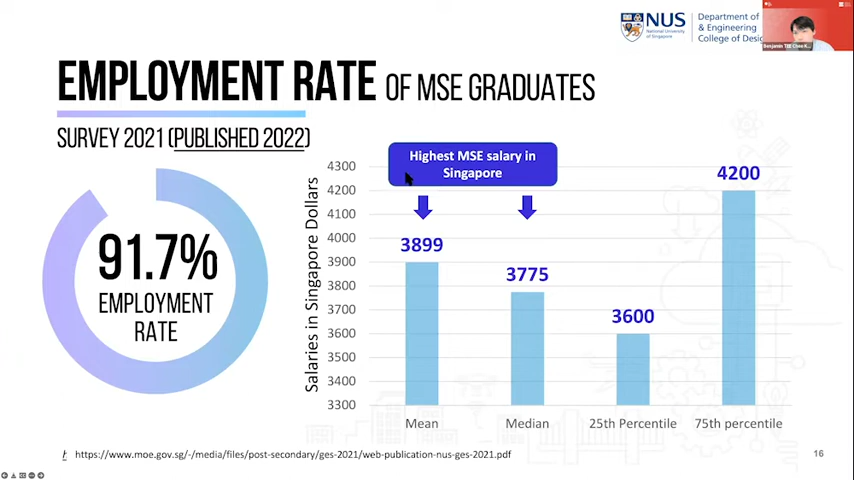 NUS
National University
of Singapore
Department of
& Engineering
College of Desi
Benjamin TEE Chee K...
EMPLOYMENT RATE OF MSE GRADUATES
SURVEY 2021 (PUBLISHED 2022)
91.7%
EMPLOYMENT
RATE
Salaries in Singapore Dollars
4300
4200
4100
4000
3900
3800
3700
3600
3500
3400
3300
Highest MSE salary in
Singapore
3899
3775
3600
4200
Mean
Median
25th Percentile
75th percentile
https://www.moe.gov.sg/-/media/files/post-secondary/ges-2021/web-publication-nus-ges-2021.pdf
16